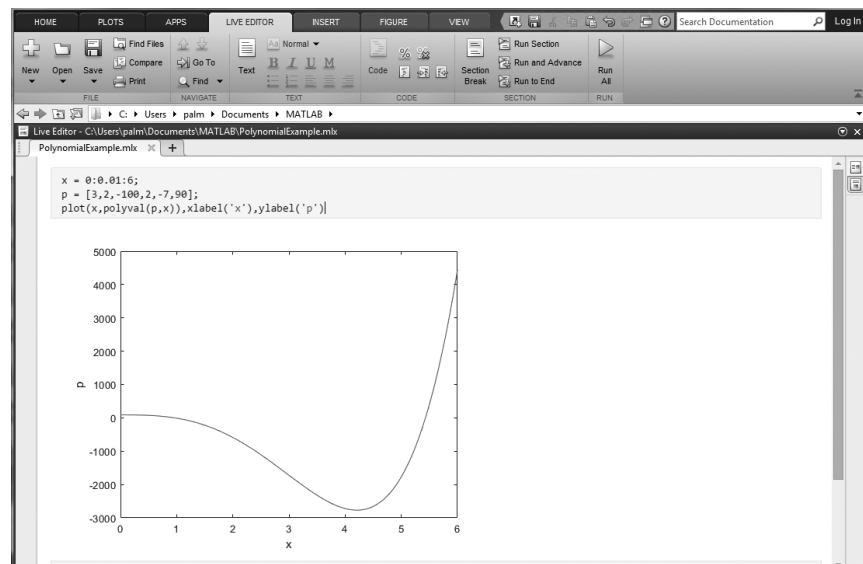 HOME PLOTS APPS LIVE EDITOR INSERT FIGURE VIEW Search Documentation Log In
New Open Save Find Files Compare Print
FILE
Go To Find
NAVIGATE
Text Aa Normal B I U M
TEXT
Code
CODE
Section Break Run Section Run and Advance Run to End
SECTION
Run All
RUN
C: Users palm Documents MATLAB
Live Editor - C:\Users\palm\Documents\MATLAB\PolynomialExample.mlx
PolynomialExample.mlx
x = 0:0.01:6;
p = [3,2,-100,2,-7,90];
plot(x,polyval(p,x)),xlabel('x'),ylabel('p')
5000
4000
3000
2000
1000
0
-1000
-2000
-3000
p
0 1 2 3 4 5 6
x